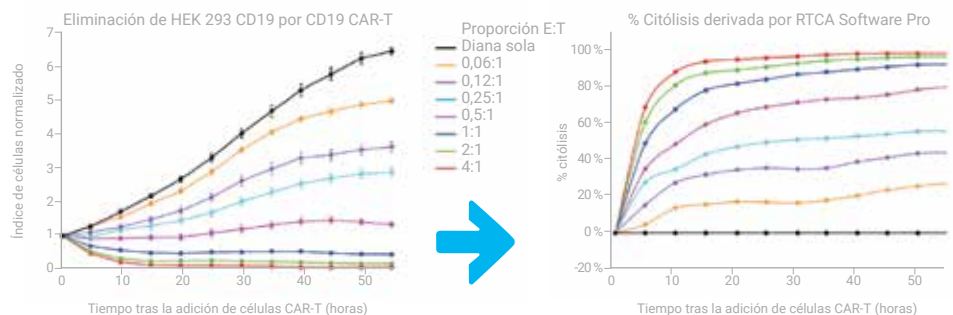 Eliminación de HEK 293 CD19 por CD19 CAR-T
Índice de células normalizado
7
6
5
4
3
2
1
0
0 10 20 30 40 50
Tiempo tras la adición de células CAR-T (horas)
Proporción E:T
Diana sola
0,06:1
0,12:1
0,25:1
0,5:1
1:1
2:1
4:1
% Citólisis derivada por RTCA Software Pro
% citólisis
100 %
80 %
60 %
40 %
20 %
0 %
-20 %
0 10 20 30 40 50
Tiempo tras la adición de células CAR-T (horas)